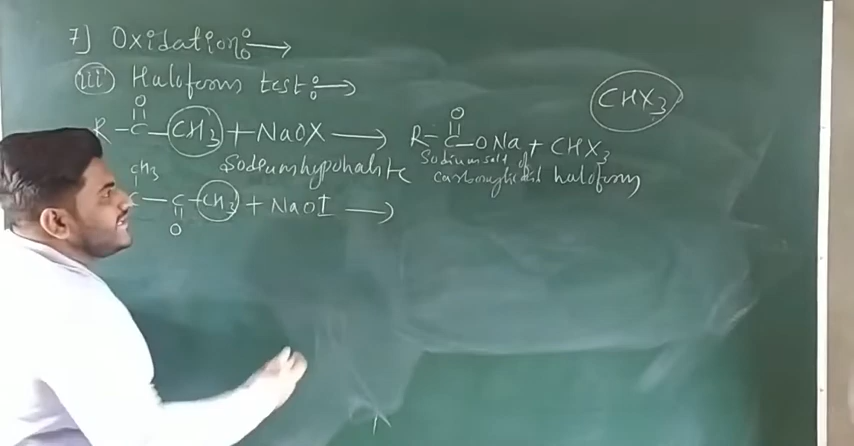 7] Oxidation :→
(iii) Haloform test :→
CHX3
O O
R–C–CH3 + NaOX → R–C–ONa + CHX3
Sodium hypohalite Sodium salt of
carboxylic acid haloform
CH3
C–C–CH3 + NaOI →
O